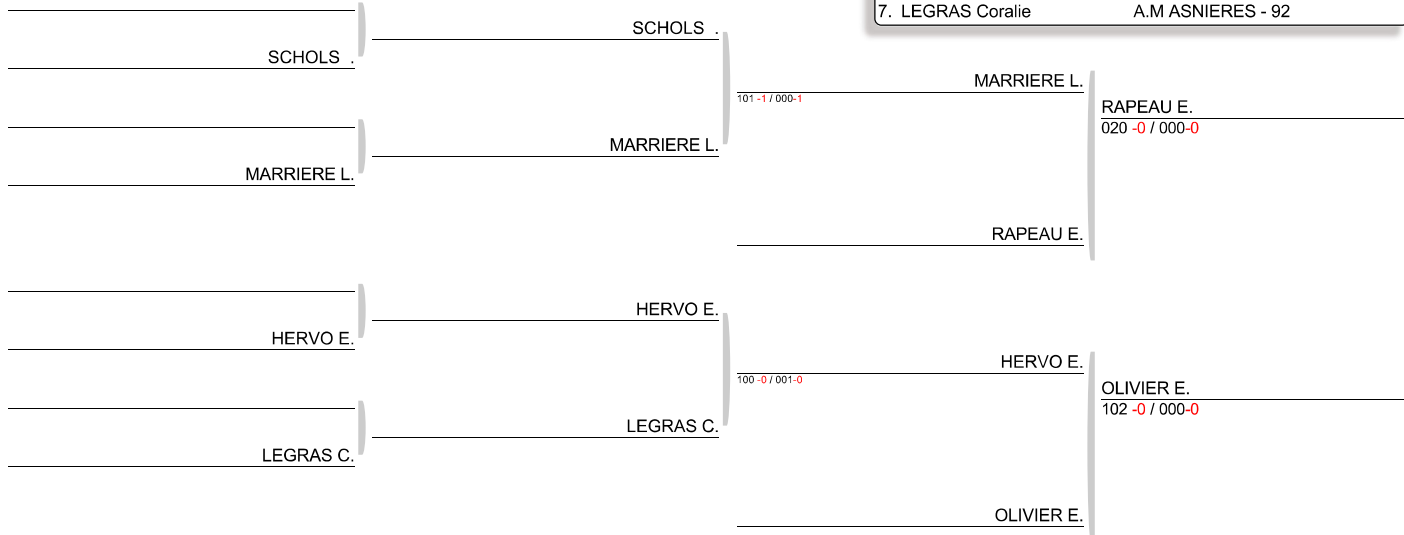 7. LEGRAS Coralie A.M ASNIERES - 92
SCHOLS .
SCHOLS .
MARRIERE L.
101 -1 / 000-1
RAPEAU E.
020 -0 / 000-0
MARRIERE L.
MARRIERE L.
RAPEAU E.
HERVO E.
HERVO E.
HERVO E.
100 -0 / 001-0
OLIVIER E.
102 -0 / 000-0
LEGRAS C.
LEGRAS C.
OLIVIER E.